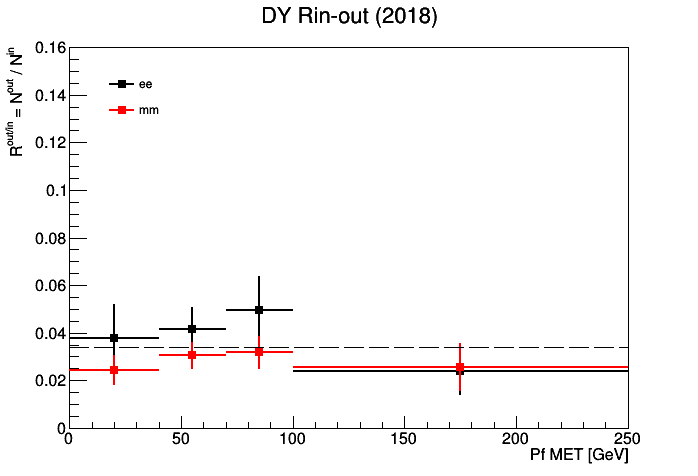 DY Rin-out (2018)
R^out/in = N^out / N^in
0.16
0.14
0.12
0.1
0.08
0.06
0.04
0.02
0
ee
mm
0 50 100 150 200 250
Pf MET [GeV]